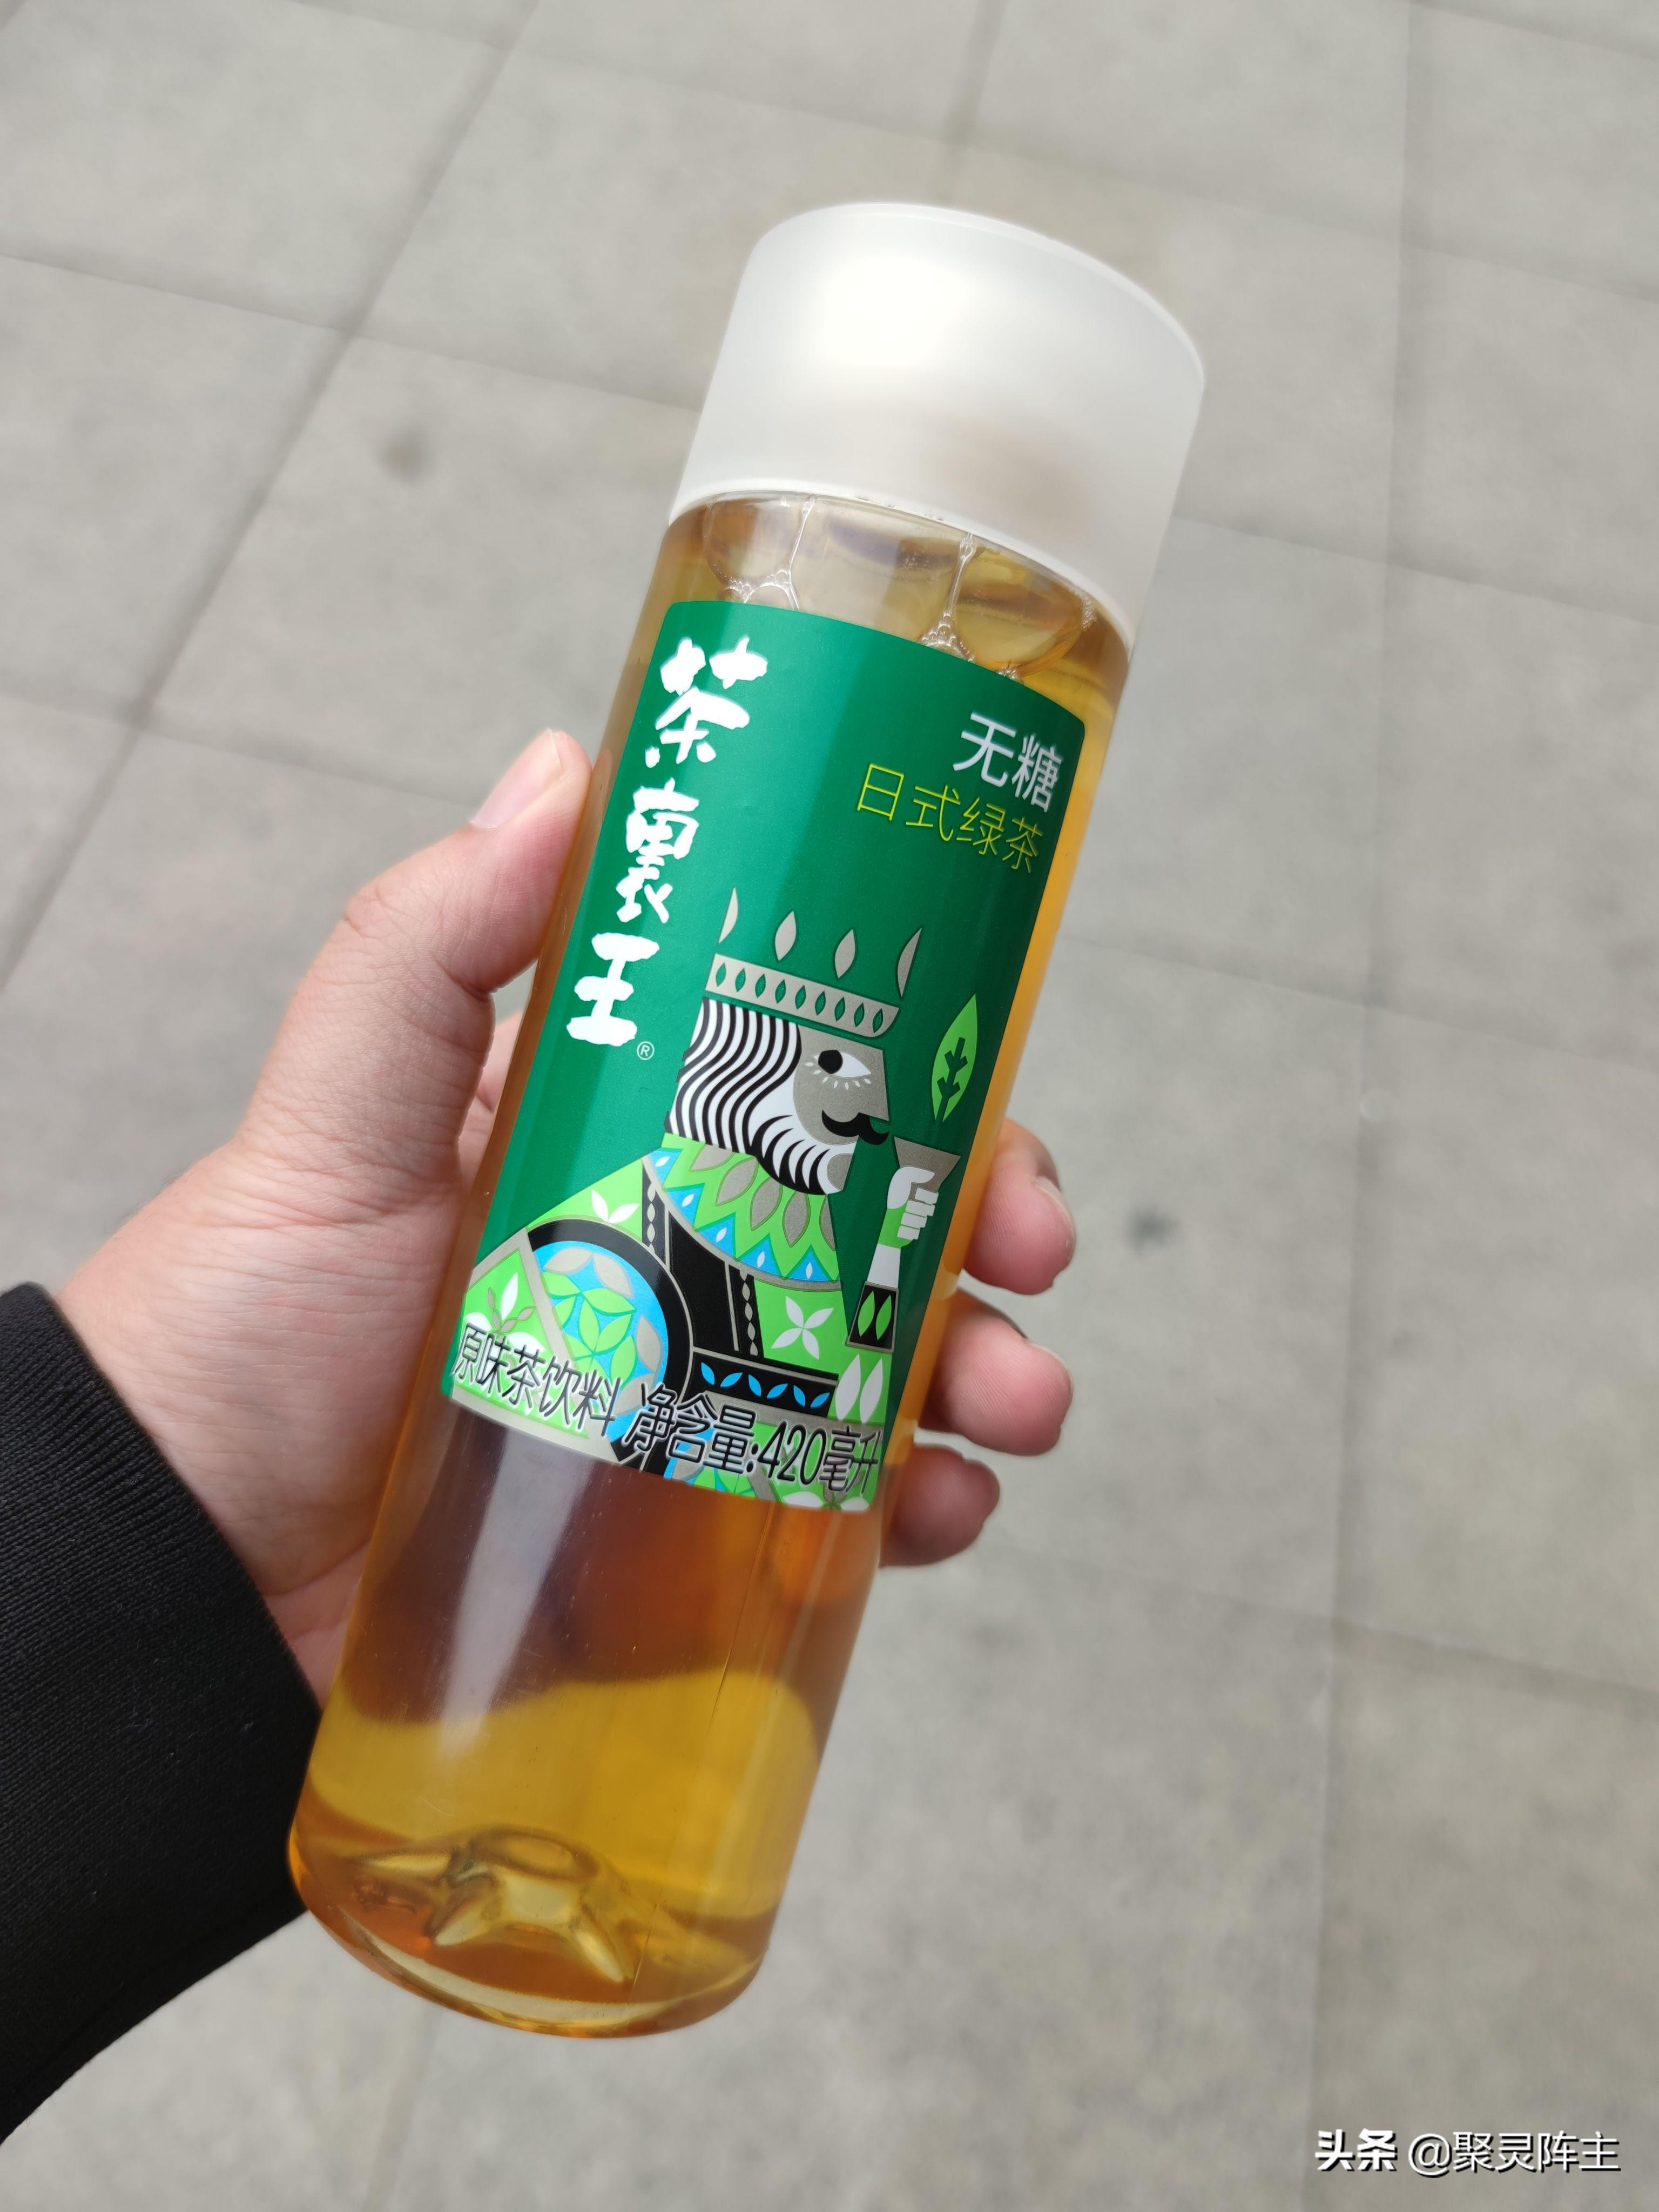 茶裏王®
无糖
日式绿茶
原味茶饮料 净含量:420毫升
头条 @聚灵阵主